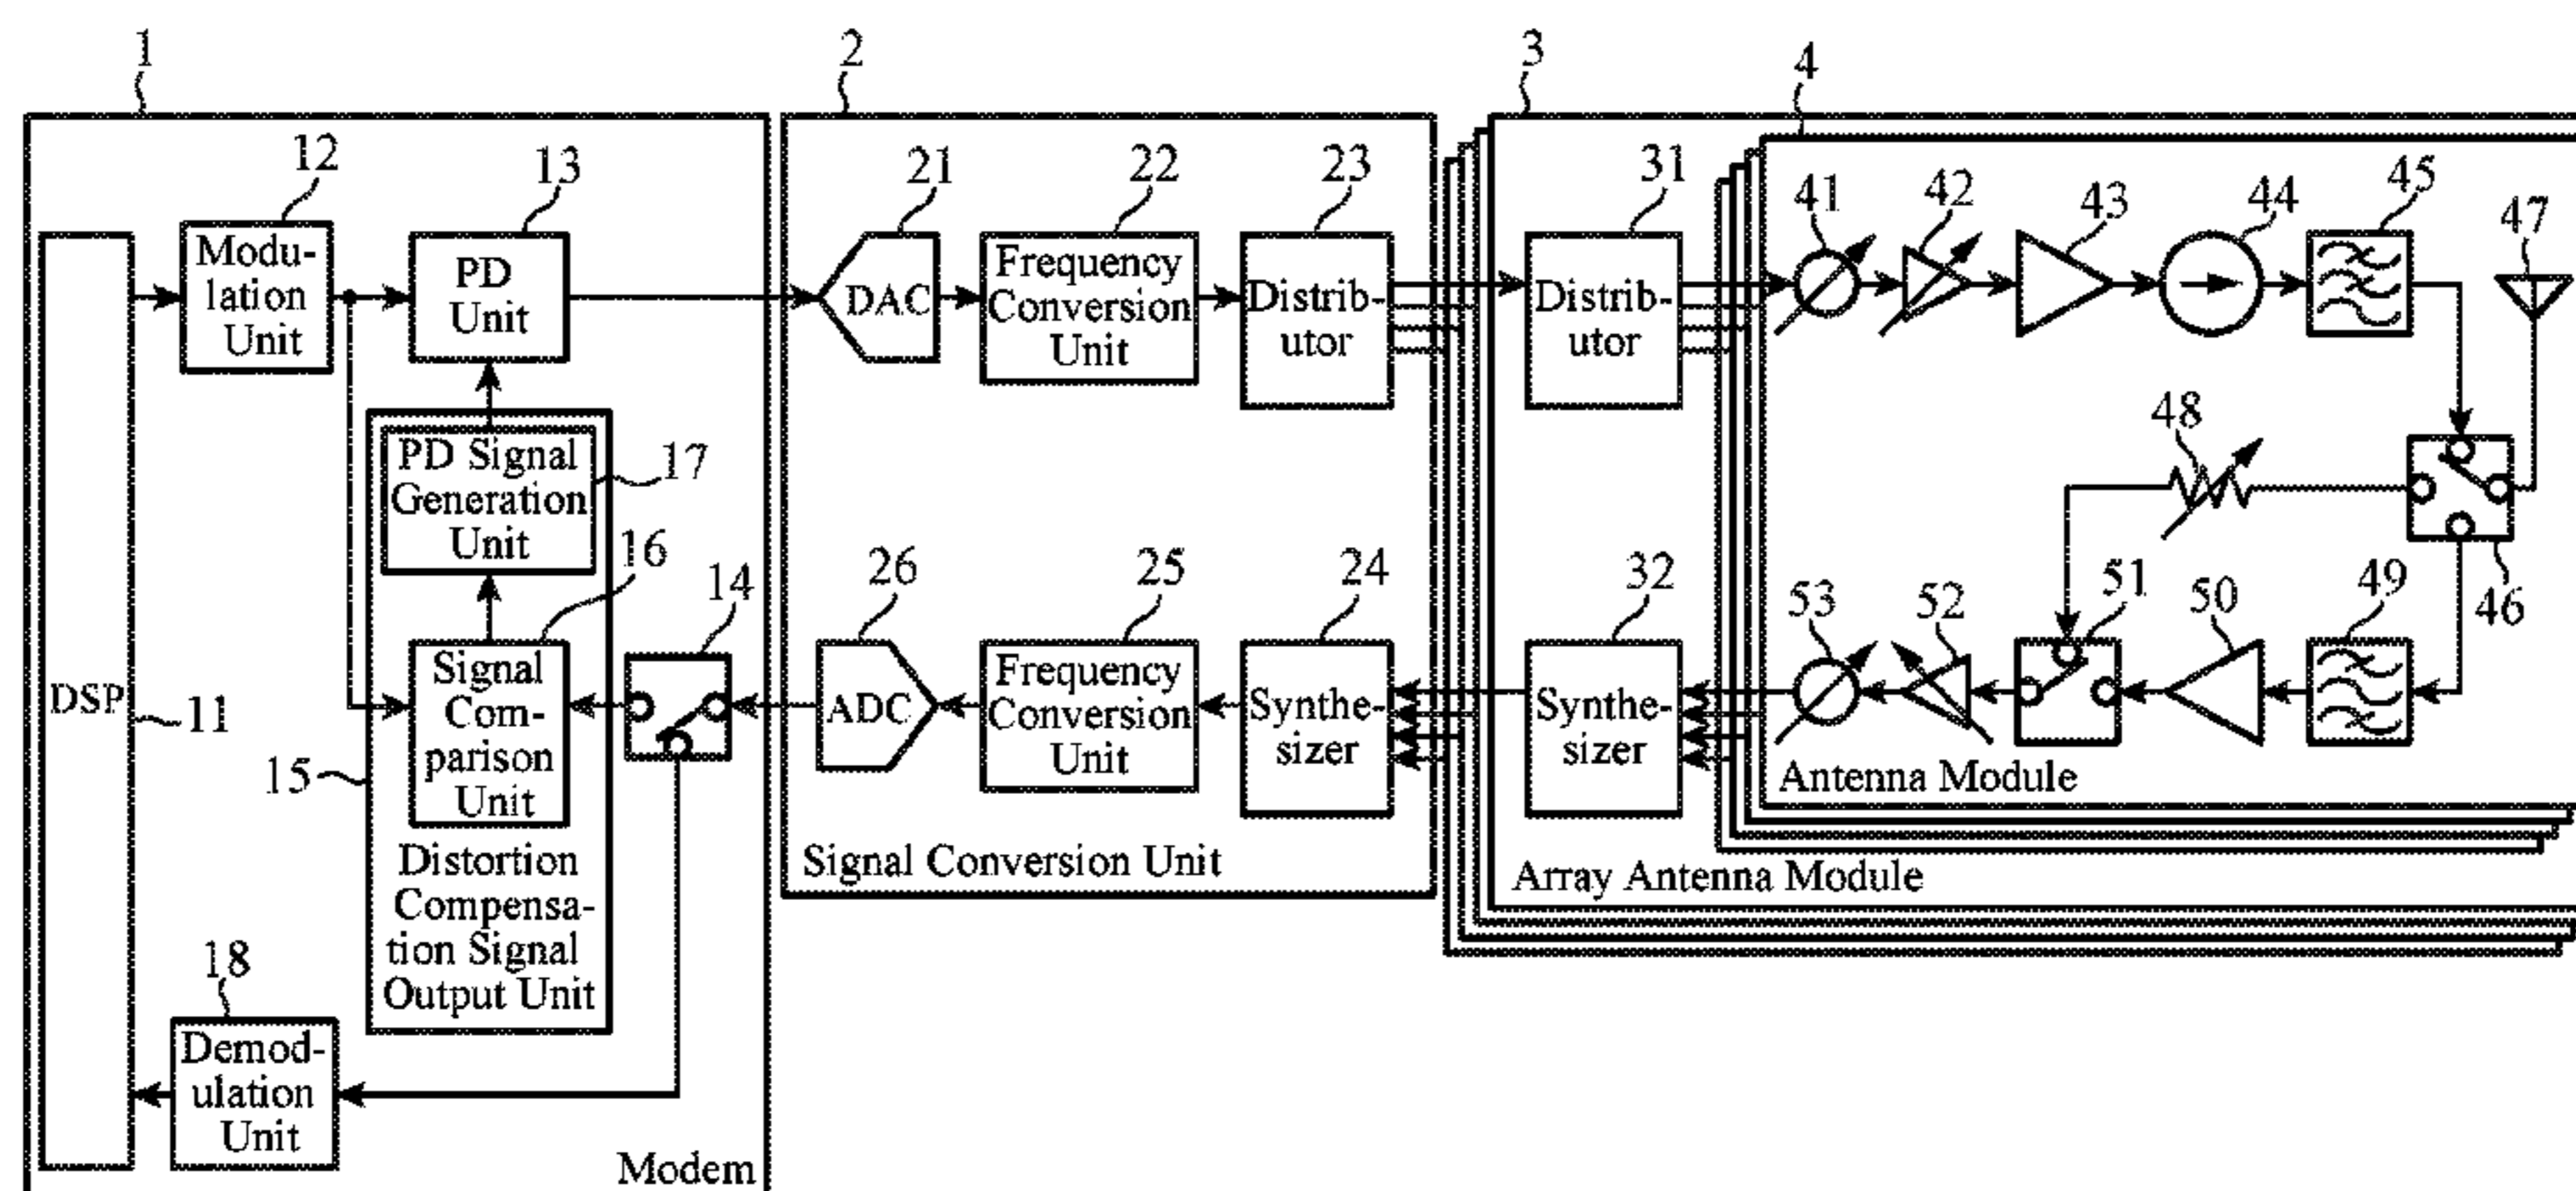 1
2
3
4
12
13
21
22
23
31
41
42
43
44
45
47
Modu-
lation
Unit
PD
Unit
DAC
Frequency
Conversion
Unit
Distrib-
utor
Distrib-
utor
48
PD Signal
Generation
Unit
17
16
14
26
25
24
32
53
52
51
50
49
46
DSP
11
Signal
Com-
parison
Unit
15
ADC
Frequency
Conversion
Unit
Synthe-
sizer
Synthe-
sizer
Antenna Module
Distortion
Compensa-
tion Signal
Output Unit
Signal Conversion Unit
Array Antenna Module
18
Demod-
ulation
Unit
Modem